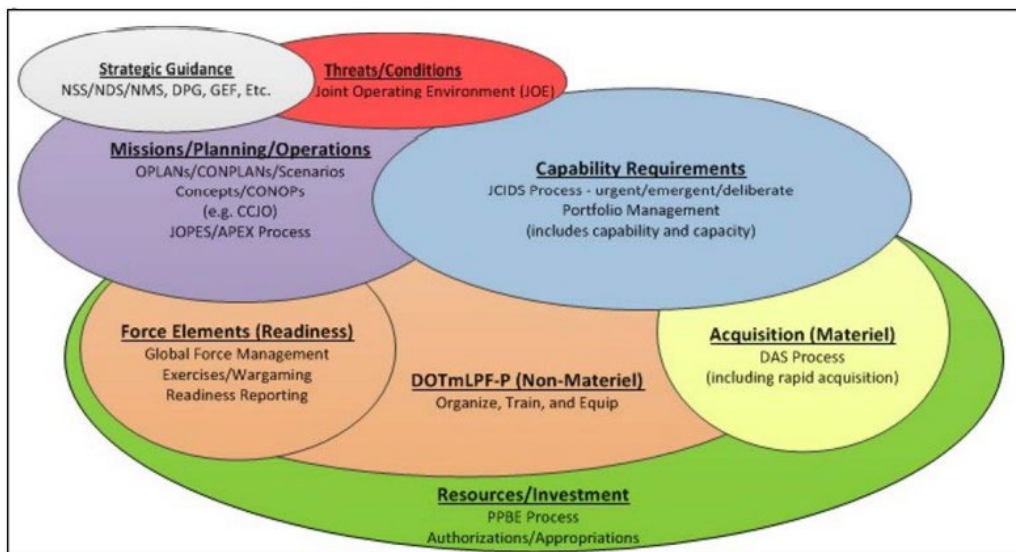 Strategic Guidance
NSS/NDS/NMS, DPG, GEF, Etc.
Threats/Conditions
Joint Operating Environment (JOE)
Missions/Planning/Operations
OPLANs/CONPLANs/Scenarios
Concepts/CONOPs
(e.g. CCJO)
JOPES/APEX Process
Capability Requirements
JCIDS Process - urgent/emergent/deliberate
Portfolio Management
(includes capability and capacity)
Force Elements (Readiness)
Global Force Management
Exercises/Wargaming
Readiness Reporting
DOTmLPF-P (Non-Materiel)
Organize, Train, and Equip
Acquisition (Materiel)
DAS Process
(including rapid acquisition)
Resources/Investment
PPBE Process
Authorizations/Appropriations